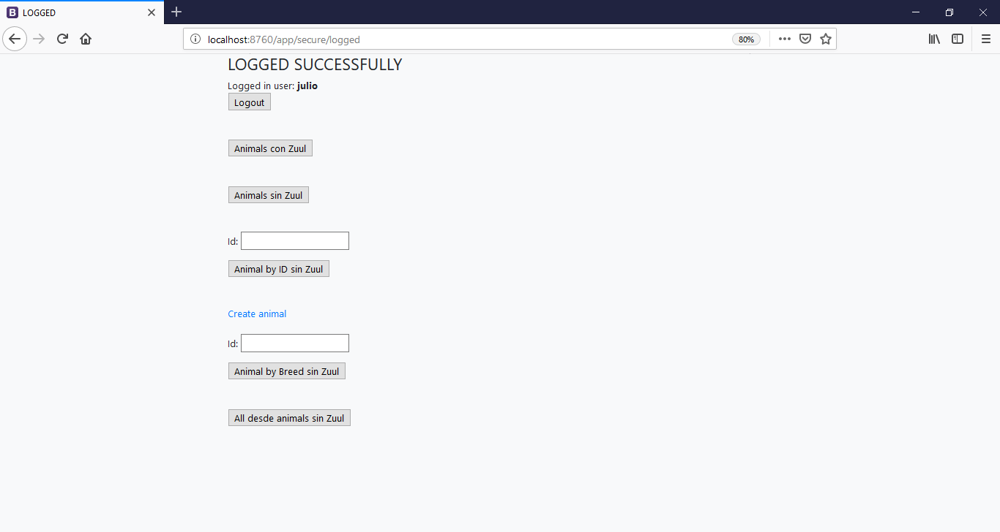 B LOGGED
localhost:8760/app/secure/logged 80%
LOGGED SUCCESSFULLY
Logged in user: julio
Logout
Animals con Zuul
Animals sin Zuul
Id:
Animal by ID sin Zuul
Create animal
Id:
Animal by Breed sin Zuul
All desde animals sin Zuul